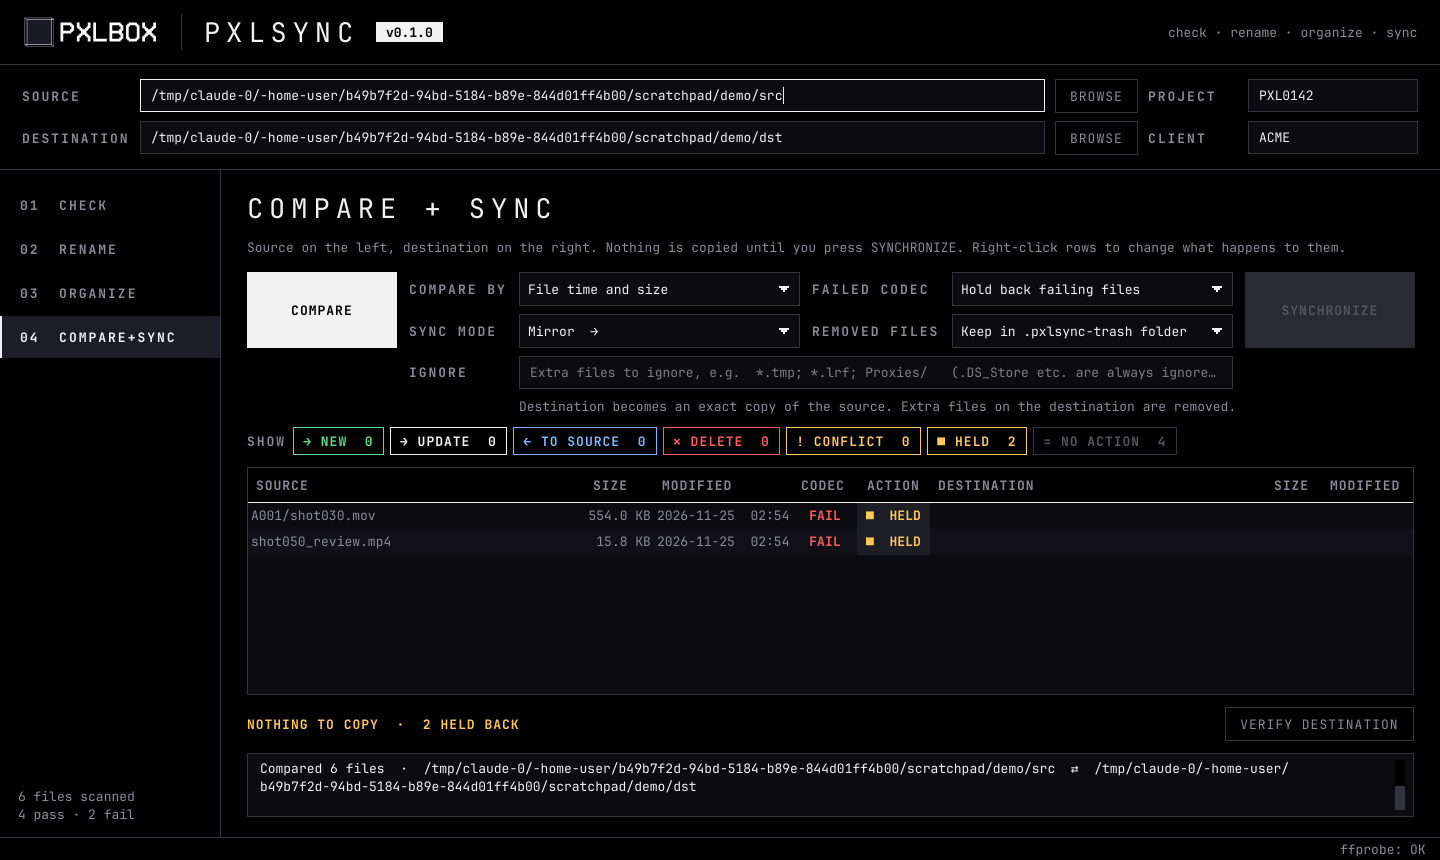 PXLBOX PXLSYNC v0.1.0 check · rename · organize · sync
SOURCE /tmp/claude-0/-home-user/b49b7f2d-94bd-5184-b89e-844d01ff4b00/scratchpad/demo/src BROWSE PROJECT PXL0142
DESTINATION /tmp/claude-0/-home-user/b49b7f2d-94bd-5184-b89e-844d01ff4b00/scratchpad/demo/dst BROWSE CLIENT ACME
01 CHECK
02 RENAME
03 ORGANIZE
04 COMPARE+SYNC
6 files scanned
4 pass · 2 fail
COMPARE + SYNC
Source on the left, destination on the right. Nothing is copied until you press SYNCHRONIZE. Right-click rows to change what happens to them.
COMPARE COMPARE BY File time and size FAILED CODEC Hold back failing files SYNCHRONIZE
SYNC MODE Mirror → REMOVED FILES Keep in .pxlsync-trash folder
IGNORE Extra files to ignore, e.g. *.tmp; *.lrf; Proxies/ (.DS_Store etc. are always ignore…
Destination becomes an exact copy of the source. Extra files on the destination are removed.
SHOW → NEW 0 → UPDATE 0 ← TO SOURCE 0 × DELETE 0 ! CONFLICT 0 ■ HELD 2 = NO ACTION 4
SOURCE SIZE MODIFIED CODEC ACTION DESTINATION SIZE MODIFIED
A001/shot030.mov 554.0 KB 2026-11-25 02:54 FAIL ■ HELD
shot050_review.mp4 15.8 KB 2026-11-25 02:54 FAIL ■ HELD
NOTHING TO COPY · 2 HELD BACK VERIFY DESTINATION
Compared 6 files · /tmp/claude-0/-home-user/b49b7f2d-94bd-5184-b89e-844d01ff4b00/scratchpad/demo/src ⇄ /tmp/claude-0/-home-user/
b49b7f2d-94bd-5184-b89e-844d01ff4b00/scratchpad/demo/dst
ffprobe: OK